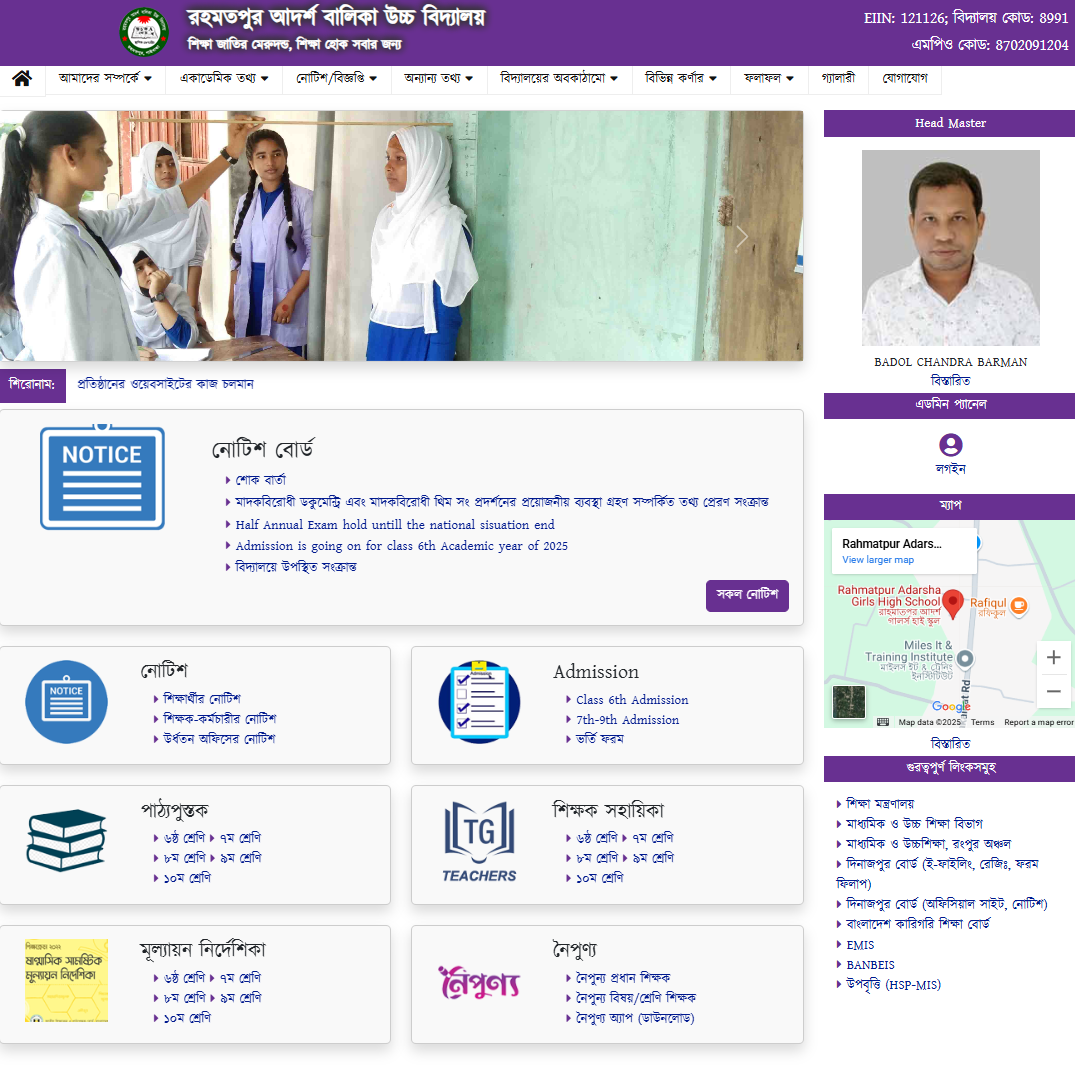 রহমতপুর আদর্শ বালিকা উচ্চ বিদ্যালয়
শিক্ষা জাতির মেরুদন্ড, শিক্ষা হোক সবার জন্য
EIIN: 121126; বিদ্যালয় কোড: 8991
এমপিও কোড: 8702091204
আমাদের সম্পর্কে
একাডেমিক তথ্য
নোটিশ/বিজ্ঞপ্তি
অন্যান্য তথ্য
বিদ্যালয়ের অবকাঠামো
বিভিন্ন কর্ণার
ফলাফল
গ্যালারী
যোগাযোগ
শিরোনাম:
প্রতিষ্ঠানের ওয়েবসাইটের কাজ চলমান
NOTICE
নোটিশ বোর্ড
শোক বার্তা
মাদকবিরোধী ডকুমেন্ট্রি এবং মাদকবিরোধী থিম সং প্রদর্শনের প্রয়োজনীয় ব্যবস্থা গ্রহণ সম্পর্কিত তথ্য প্রেরণ সংক্রান্ত
Half Annual Exam hold untill the national sisuation end
Admission is going on for class 6th Academic year of 2025
বিদ্যালয়ে উপস্থিত সংক্রান্ত
সকল নোটিশ
NOTICE
নোটিশ
শিক্ষার্থীর নোটিশ
শিক্ষক-কর্মচারীর নোটিশ
উর্ধতন অফিসের নোটিশ
Admission
Class 6th Admission
7th-9th Admission
ভর্তি ফরম
পাঠ্যপুস্তক
৬ষ্ঠ শ্রেণি ৭ম শ্রেণি
৮ম শ্রেণি ৯ম শ্রেণি
১০ম শ্রেণি
TG
TEACHERS
শিক্ষক সহায়িকা
৬ষ্ঠ শ্রেণি ৭ম শ্রেণি
৮ম শ্রেণি ৯ম শ্রেণি
১০ম শ্রেণি
ষাণ্মাসিক সামষ্টিক
মূল্যায়ন নির্দেশিকা
মূল্যায়ন নির্দেশিকা
৬ষ্ঠ শ্রেণি ৭ম শ্রেণি
৮ম শ্রেণি ৯ম শ্রেণি
১০ম শ্রেণি
নৈপুণ্য
নৈপুণ্য
নৈপুন্য প্রধান শিক্ষক
নৈপুন্য বিষয়/শ্রেণি শিক্ষক
নৈপুণ্য অ্যাপ (ডাউনলোড)
Head Master
BADOL CHANDRA BARMAN
বিস্তারিত
এডমিন প্যানেল
লগইন
ম্যাপ
Rahmatpur Adars...
View larger map
Rahmatpur Adarsha
Girls High School
রাহমাতপুর আদর্শ
গালর্স হাই স্কুল
Rafiqul
রফিকুল
Miles It &
Training Institute
মাইলস ইট & ট্রেনিং
ইনস্টিটিউট
Google
Map data ©2025
Terms
Report a map error
বিস্তারিত
গুরত্বপুর্ণ লিংকসমুহ
শিক্ষা মন্ত্রণালয়
মাধ্যমিক ও উচ্চ শিক্ষা বিভাগ
মাধ্যমিক ও উচ্চশিক্ষা, রংপুর অঞ্চল
দিনাজপুর বোর্ড (ই-ফাইলিং, রেজিঃ, ফরম
ফিলাপ)
দিনাজপুর বোর্ড (অফিসিয়াল সাইট, নোটিশ)
বাংলাদেশ কারিগরি শিক্ষা বোর্ড
EMIS
BANBEIS
উপবৃত্তি (HSP-MIS)